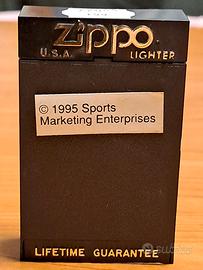 Zippo
U.S.A. LIGHTER
© 1995 Sports
Marketing Enterprises
LIFETIME GUARANTEE